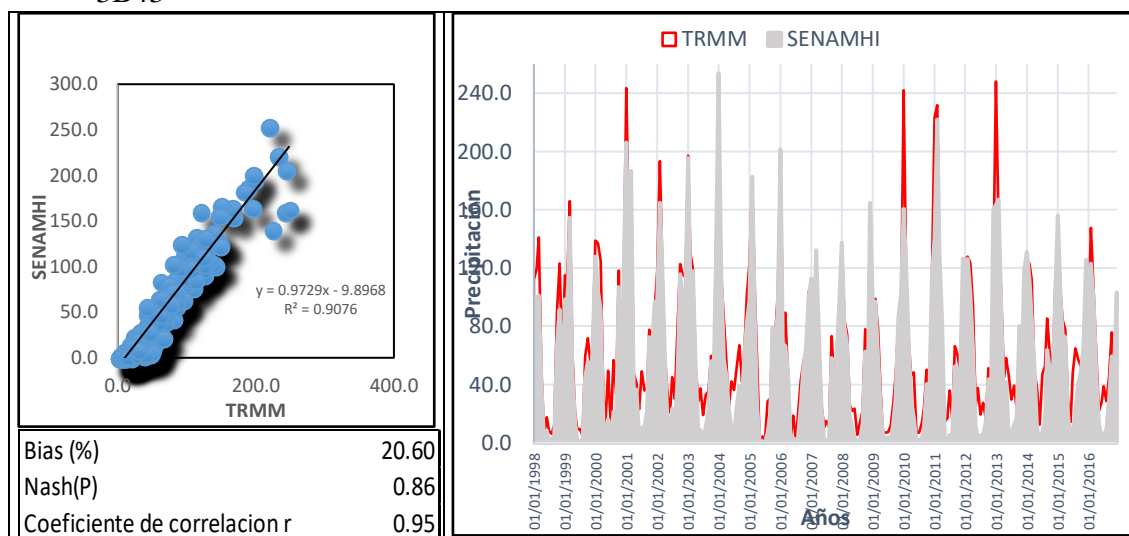 3B43
300.0
250.0
200.0
150.0
100.0
50.0
0.0
SENAMHI
y = 0.9729x - 9.8968
R² = 0.9076
0.0 200.0 400.0
TRMM
Bias (%) 20.60
Nash(P) 0.86
Coeficiente de correlacion r 0.95
TRMM SENAMHI
240.0
200.0
160.0
120.0
80.0
40.0
0.0
Precipitación
01/01/1998
01/01/1999
01/01/2000
01/01/2001
01/01/2002
01/01/2003
01/01/2004
01/01/2005
01/01/2006
01/01/2007
01/01/2008
01/01/2009
01/01/2010
01/01/2011
01/01/2012
01/01/2013
01/01/2014
01/01/2015
01/01/2016
Años